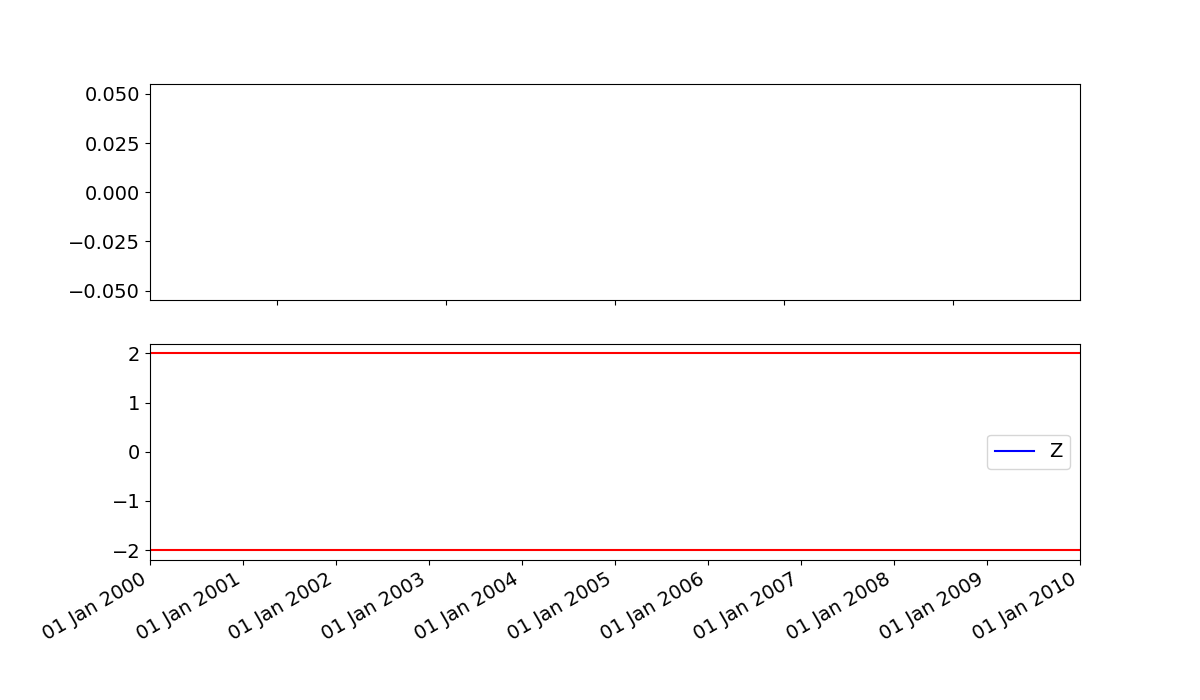 0.050
0.025
0.000
−0.025
−0.050
2
1
0
−1
−2
Z
01 Jan 2000
01 Jan 2001
01 Jan 2002
01 Jan 2003
01 Jan 2004
01 Jan 2005
01 Jan 2006
01 Jan 2007
01 Jan 2008
01 Jan 2009
01 Jan 2010